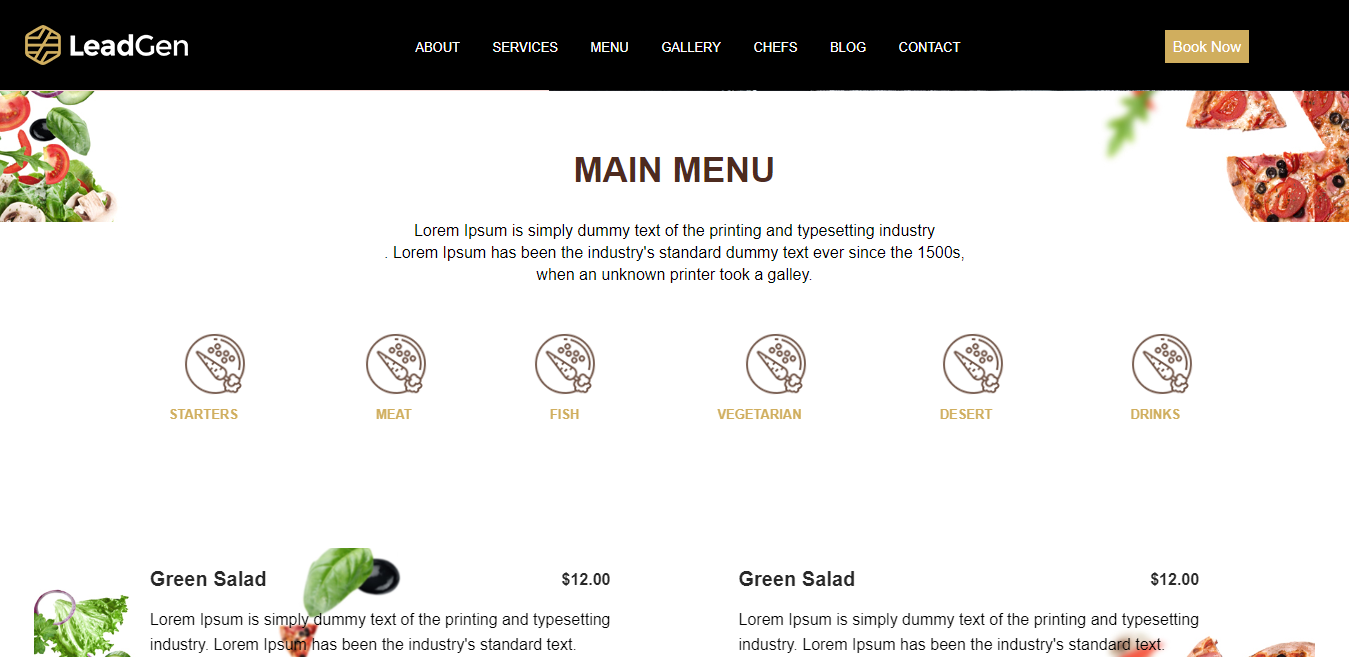 LeadGen
ABOUT SERVICES MENU GALLERY CHEFS BLOG CONTACT
Book Now
MAIN MENU
Lorem Ipsum is simply dummy text of the printing and typesetting industry
. Lorem Ipsum has been the industry's standard dummy text ever since the 1500s,
when an unknown printer took a galley.
STARTERS MEAT FISH VEGETARIAN DESERT DRINKS
Green Salad $12.00
Lorem Ipsum is simply dummy text of the printing and typesetting
industry. Lorem Ipsum has been the industry's standard text.
Green Salad $12.00
Lorem Ipsum is simply dummy text of the printing and typesetting
industry. Lorem Ipsum has been the industry's standard text.